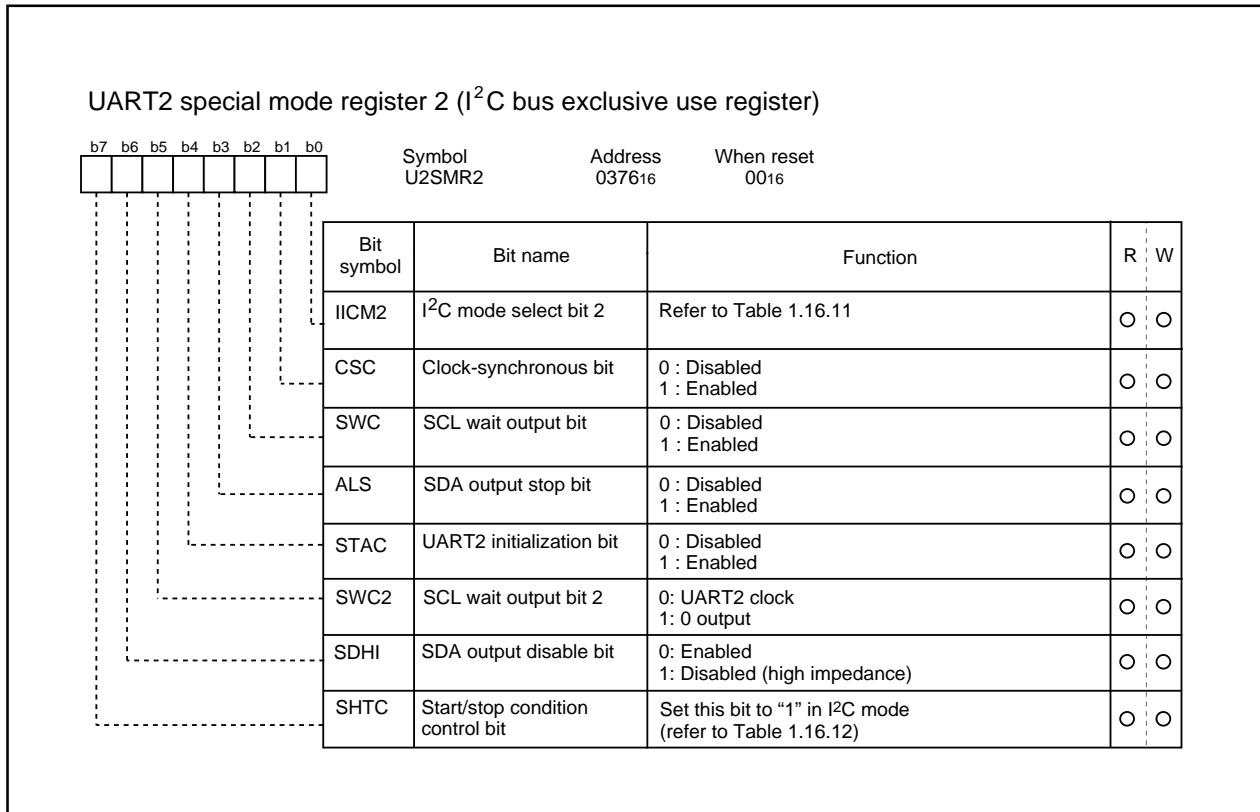 UART2 special mode register 2 (I2C bus exclusive use register)
b7 b6 b5 b4 b3 b2 b1 b0
Symbol Address When reset
U2SMR2 037616 0016
Bit symbol Bit name Function R W
IICM2 I2C mode select bit 2 Refer to Table 1.16.11
CSC Clock-synchronous bit 0 : Disabled
1 : Enabled
SWC SCL wait output bit 0 : Disabled
1 : Enabled
ALS SDA output stop bit 0 : Disabled
1 : Enabled
STAC UART2 initialization bit 0 : Disabled
1 : Enabled
SWC2 SCL wait output bit 2 0: UART2 clock
1: 0 output
SDHI SDA output disable bit 0: Enabled
1: Disabled (high impedance)
SHTC Start/stop condition Set this bit to “1” in I2C mode
control bit (refer to Table 1.16.12)